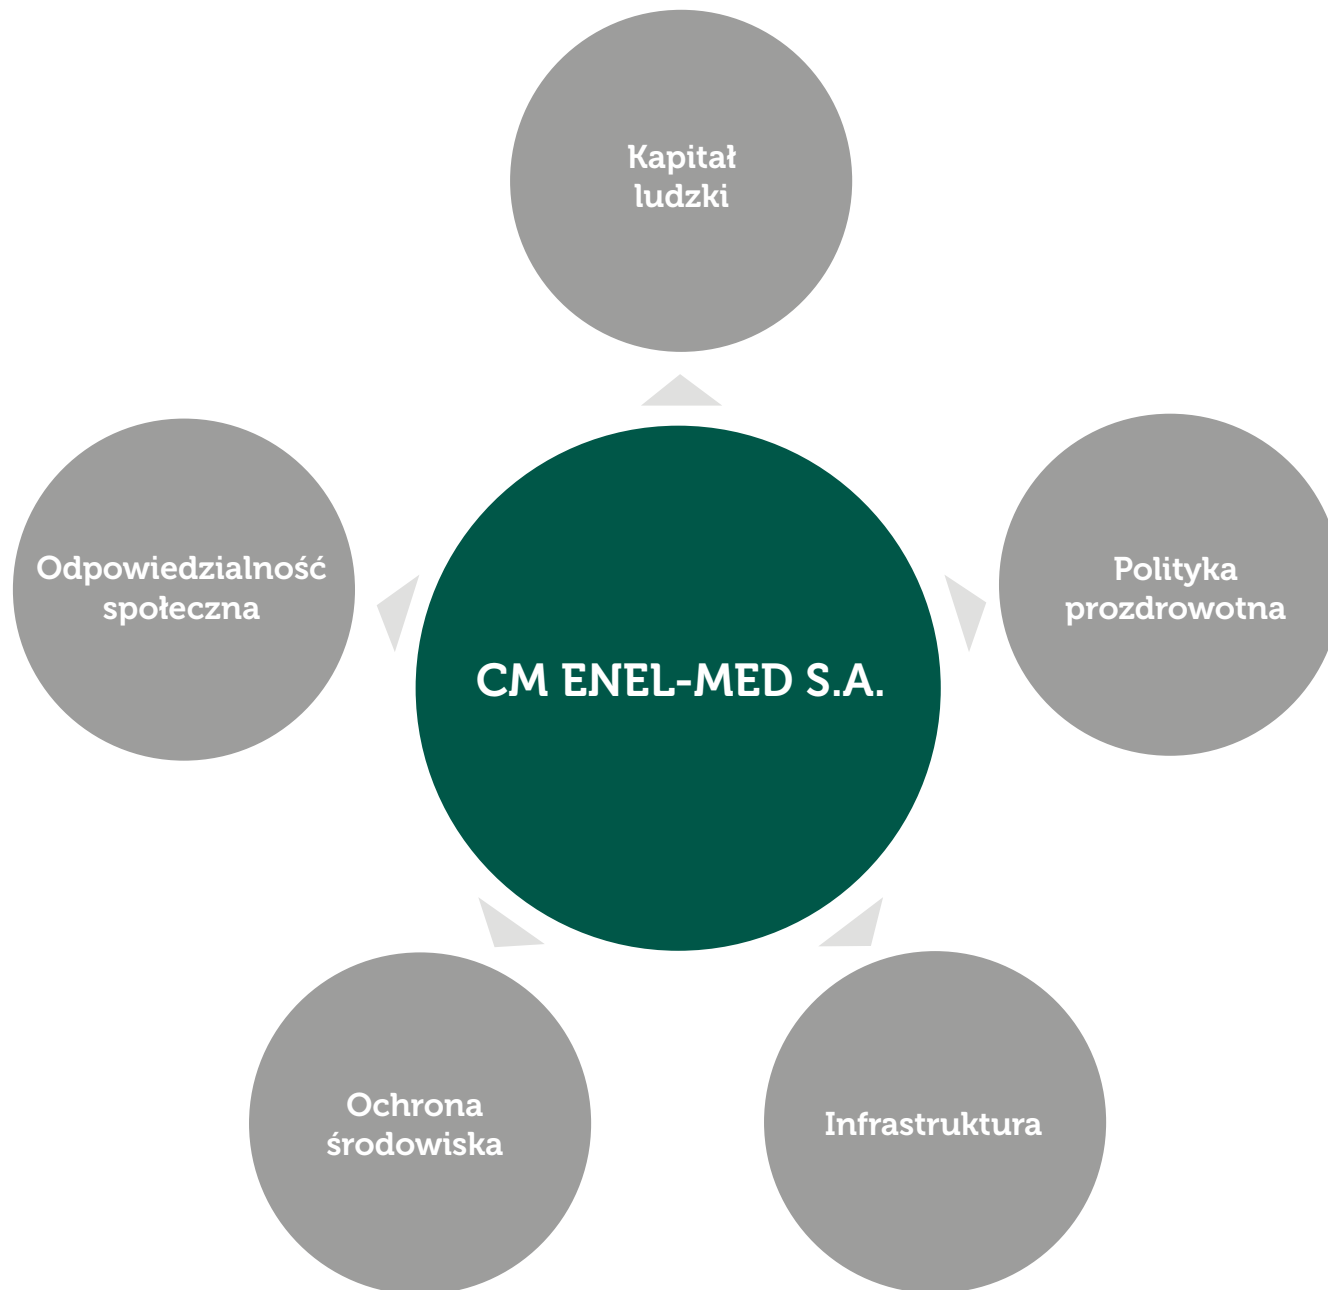 Kapitał
ludzki
Odpowiedzialność
społeczna
Polityka
prozdrowotna
CM ENEL-MED S.A.
Ochrona
środowiska
Infrastruktura